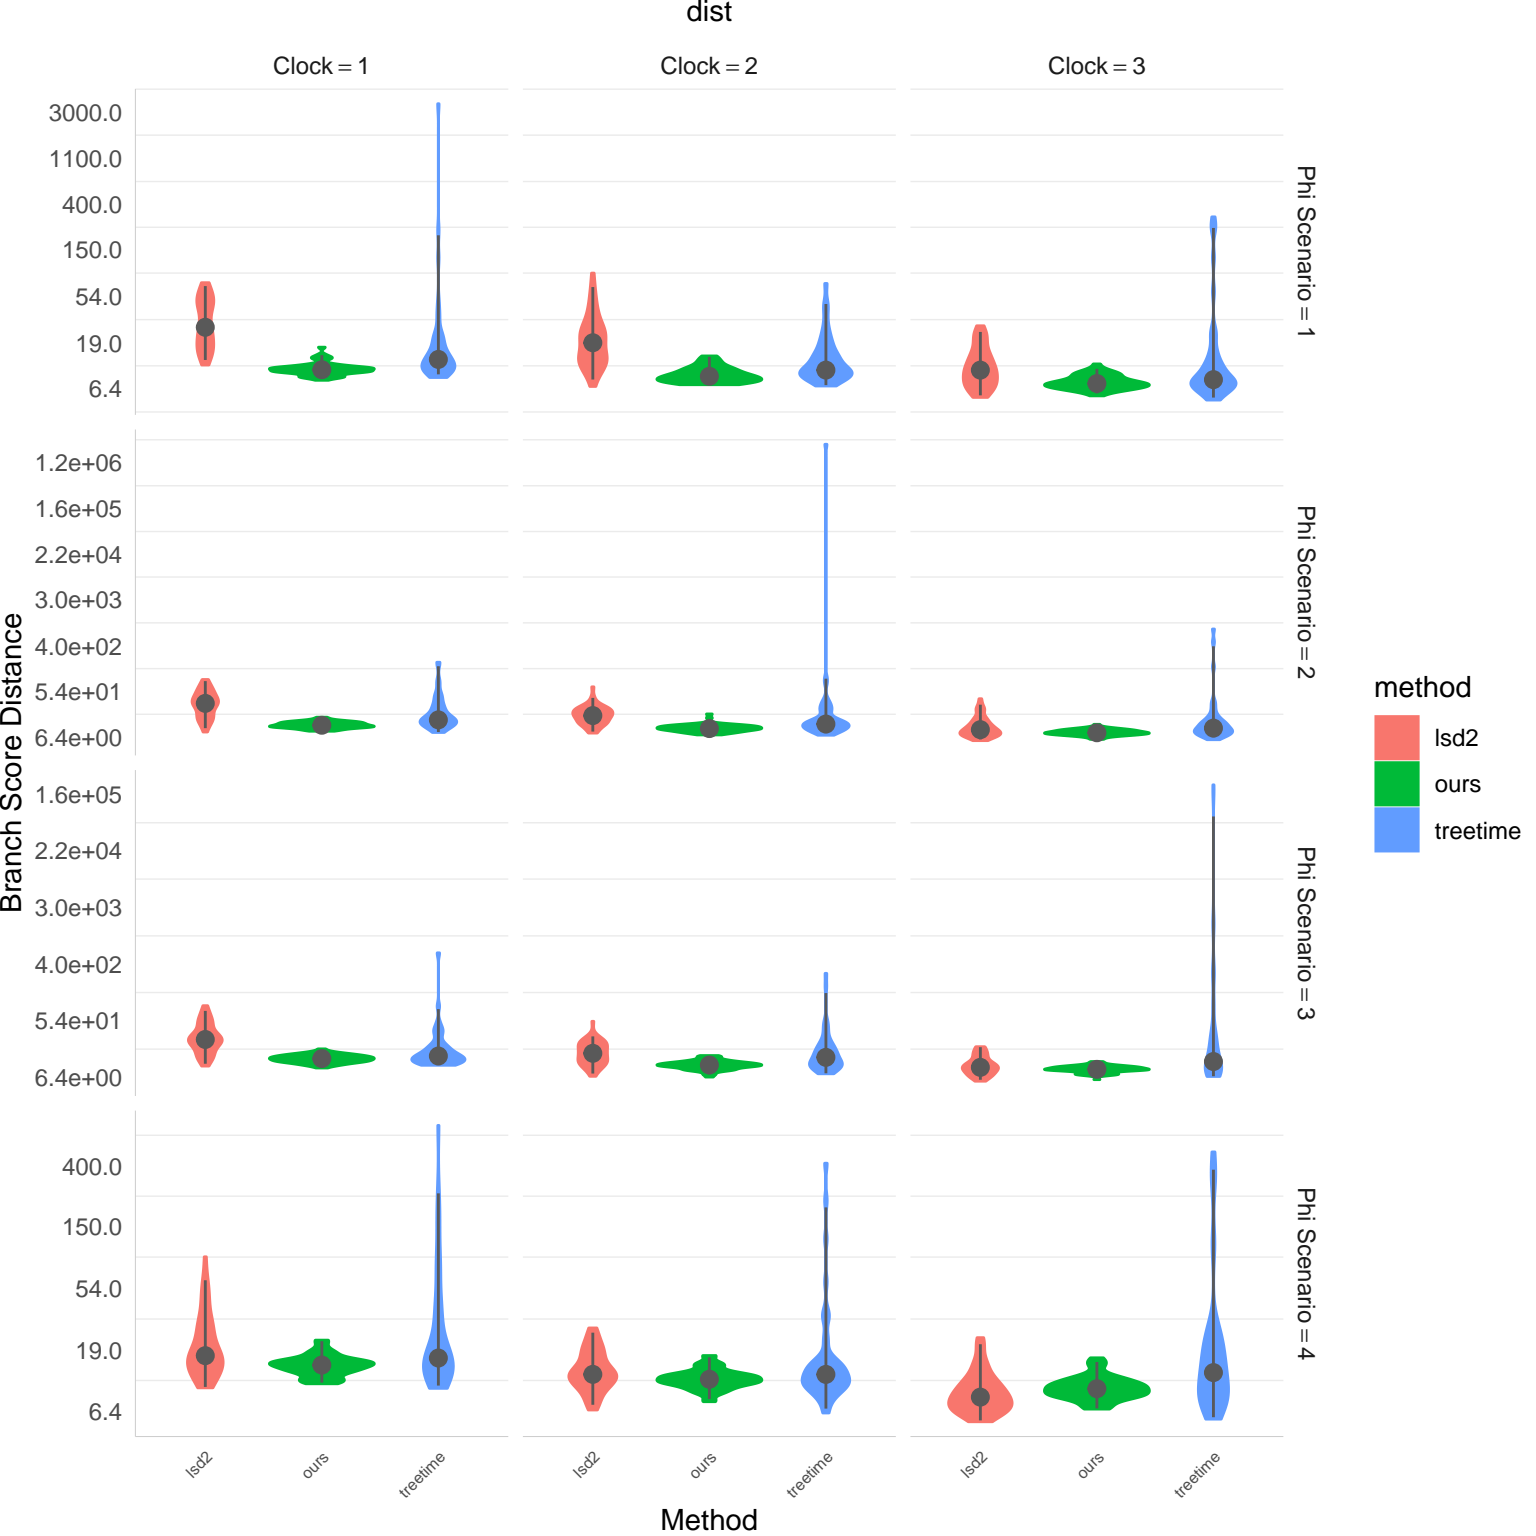 dist
Clock = 1
Clock = 2
Clock = 3
3000.0
1100.0
400.0
150.0
54.0
19.0
6.4
Phi Scenario = 1
1.2e+06
1.6e+05
2.2e+04
3.0e+03
4.0e+02
5.4e+01
6.4e+00
Phi Scenario = 2
Branch Score Distance
1.6e+05
2.2e+04
3.0e+03
4.0e+02
5.4e+01
6.4e+00
Phi Scenario = 3
400.0
150.0
54.0
19.0
6.4
Phi Scenario = 4
lsd2
ours
treetime
lsd2
ours
treetime
lsd2
ours
treetime
Method
method
lsd2
ours
treetime